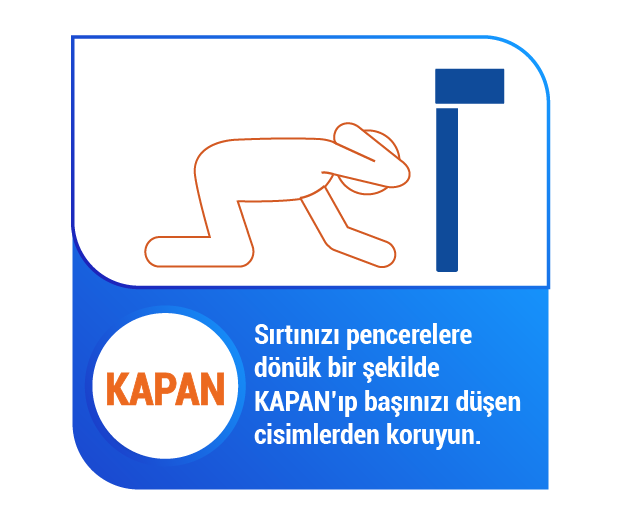 KAPAN
Sırtınızı pencerelere
dönük bir şekilde
KAPAN'ıp başınızı düşen
cisimlerden koruyun.